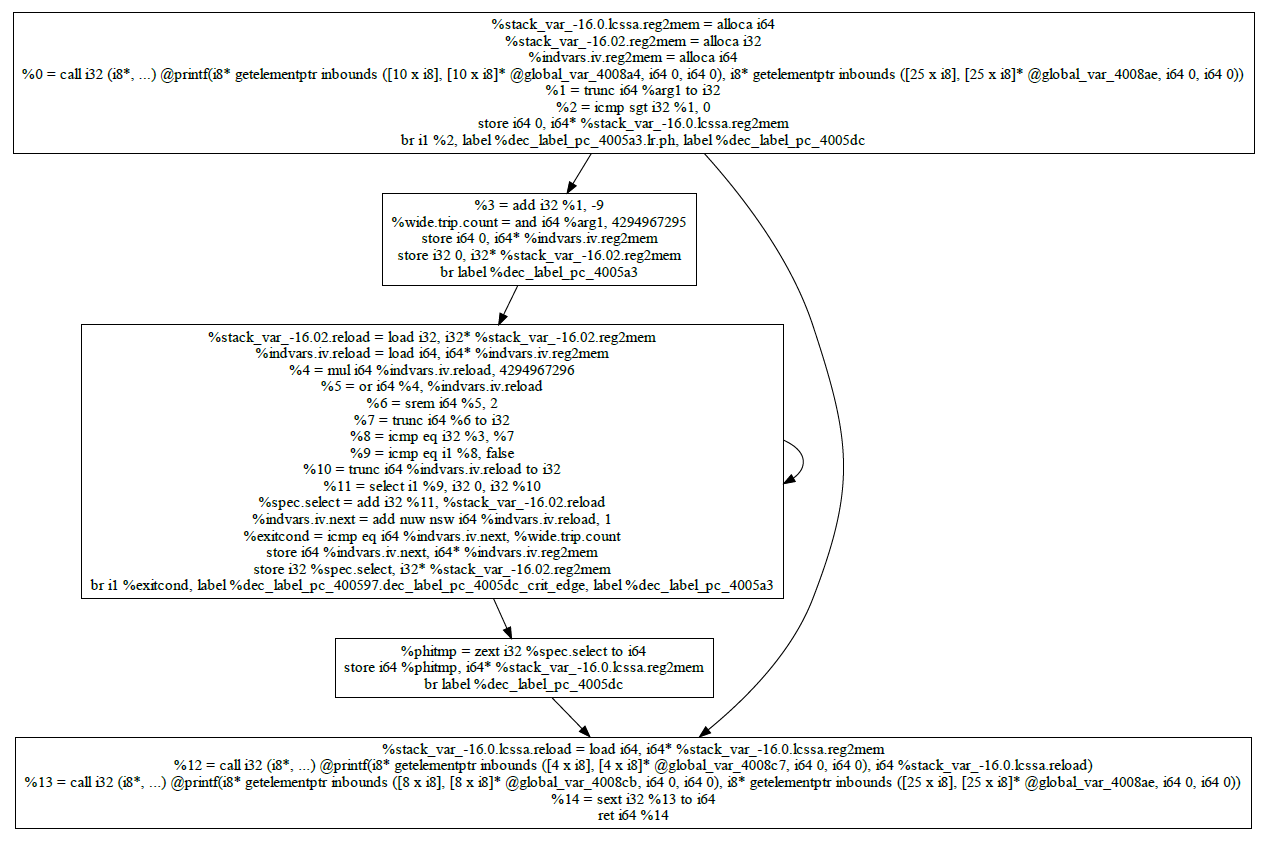 %stack_var_-16.0.lcssa.reg2mem = alloca i64
%stack_var_-16.02.reg2mem = alloca i32
%indvars.iv.reg2mem = alloca i64
%0 = call i32 (i8*, ...) @printf(i8* getelementptr inbounds ([10 x i8], [10 x i8]* @global_var_4008a4, i64 0, i64 0), i8* getelementptr inbounds ([25 x i8], [25 x i8]* @global_var_4008ae, i64 0, i64 0))
%1 = trunc i64 %arg1 to i32
%2 = icmp sgt i32 %1, 0
store i64 0, i64* %stack_var_-16.0.lcssa.reg2mem
br i1 %2, label %dec_label_pc_4005a3.lr.ph, label %dec_label_pc_4005dc
%3 = add i32 %1, -9
%wide.trip.count = and i64 %arg1, 4294967295
store i64 0, i64* %indvars.iv.reg2mem
store i32 0, i32* %stack_var_-16.02.reg2mem
br label %dec_label_pc_4005a3
%stack_var_-16.02.reload = load i32, i32* %stack_var_-16.02.reg2mem
%indvars.iv.reload = load i64, i64* %indvars.iv.reg2mem
%4 = mul i64 %indvars.iv.reload, 4294967296
%5 = or i64 %4, %indvars.iv.reload
%6 = srem i64 %5, 2
%7 = trunc i64 %6 to i32
%8 = icmp eq i32 %3, %7
%9 = icmp eq i1 %8, false
%10 = trunc i64 %indvars.iv.reload to i32
%11 = select i1 %9, i32 0, i32 %10
%spec.select = add i32 %11, %stack_var_-16.02.reload
%indvars.iv.next = add nuw nsw i64 %indvars.iv.reload, 1
%exitcond = icmp eq i64 %indvars.iv.next, %wide.trip.count
store i64 %indvars.iv.next, i64* %indvars.iv.reg2mem
store i32 %spec.select, i32* %stack_var_-16.02.reg2mem
br i1 %exitcond, label %dec_label_pc_400597.dec_label_pc_4005dc_crit_edge, label %dec_label_pc_4005a3
%phitmp = zext i32 %spec.select to i64
store i64 %phitmp, i64* %stack_var_-16.0.lcssa.reg2mem
br label %dec_label_pc_4005dc
%stack_var_-16.0.lcssa.reload = load i64, i64* %stack_var_-16.0.lcssa.reg2mem
%12 = call i32 (i8*, ...) @printf(i8* getelementptr inbounds ([4 x i8], [4 x i8]* @global_var_4008c7, i64 0, i64 0), i64 %stack_var_-16.0.lcssa.reload)
%13 = call i32 (i8*, ...) @printf(i8* getelementptr inbounds ([8 x i8], [8 x i8]* @global_var_4008cb, i64 0, i64 0), i8* getelementptr inbounds ([25 x i8], [25 x i8]* @global_var_4008ae, i64 0, i64 0))
%14 = sext i32 %13 to i64
ret i64 %14